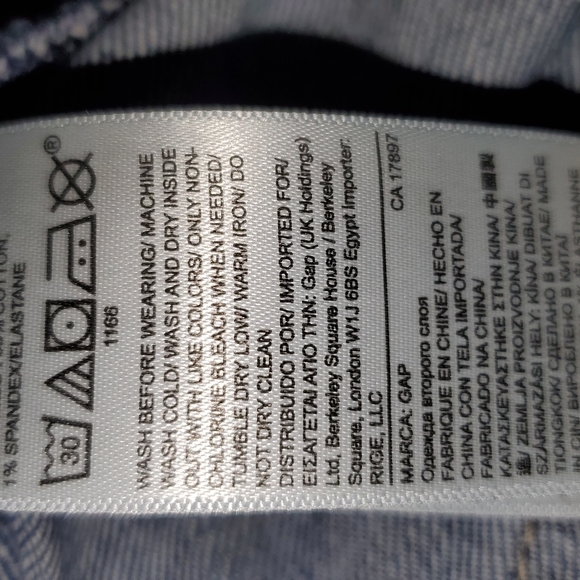 COTTON,
1% SPANDEX/ELASTANE
30 ®
1166
WASH BEFORE WEARING/ MACHINE
WASH COLD/ WASH AND DRY INSIDE
OUT/ WITH LIKE COLORS/ ONLY NON-
CHLORINE BLEACH WHEN NEEDED/
TUMBLE DRY LOW/ WARM IRON/ DO
NOT DRY CLEAN
DISTRIBUIDO POR/ IMPORTED FOR/
ΕΙΣΑΓΕΤΑΙ ΑΠΟ ΤΗΝ: Gap (UK Holdings)
Ltd, Berkeley Square House / Berkeley
Square, London W1J 6BS Egypt Importer:
RIGE, LLC
CA 17897
MARCA: GAP
Одежда второго слоя
FABRIQUE EN CHINE/ HECHO EN
CHINA CON TELA IMPORTADA/
FABRICADO NA CHINA/
ΚΑΤΑΣΚΕΥΑΣΤΗΚΕ ΣΤΗΝ ΚΙΝΑ/ 中國製
造/ ZEMLJA PROIZVODNJE KINA/
SZÁRMAZÁSI HELY: KÍNA/ DIBUAT DI
TIONGKOK/ СДЕЛАНО В КИТАЕ/ MADE
ВИРОБЛЕНО В КИТАЇ